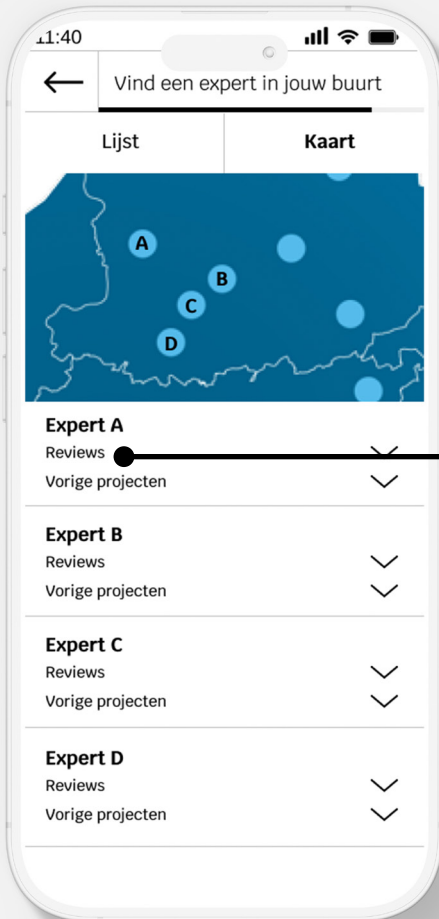 11:40
Vind een expert in jouw buurt
Lijst Kaart
A
B
C
D
Expert A
Reviews
Vorige projecten
Expert B
Reviews
Vorige projecten
Expert C
Reviews
Vorige projecten
Expert D
Reviews
Vorige projecten